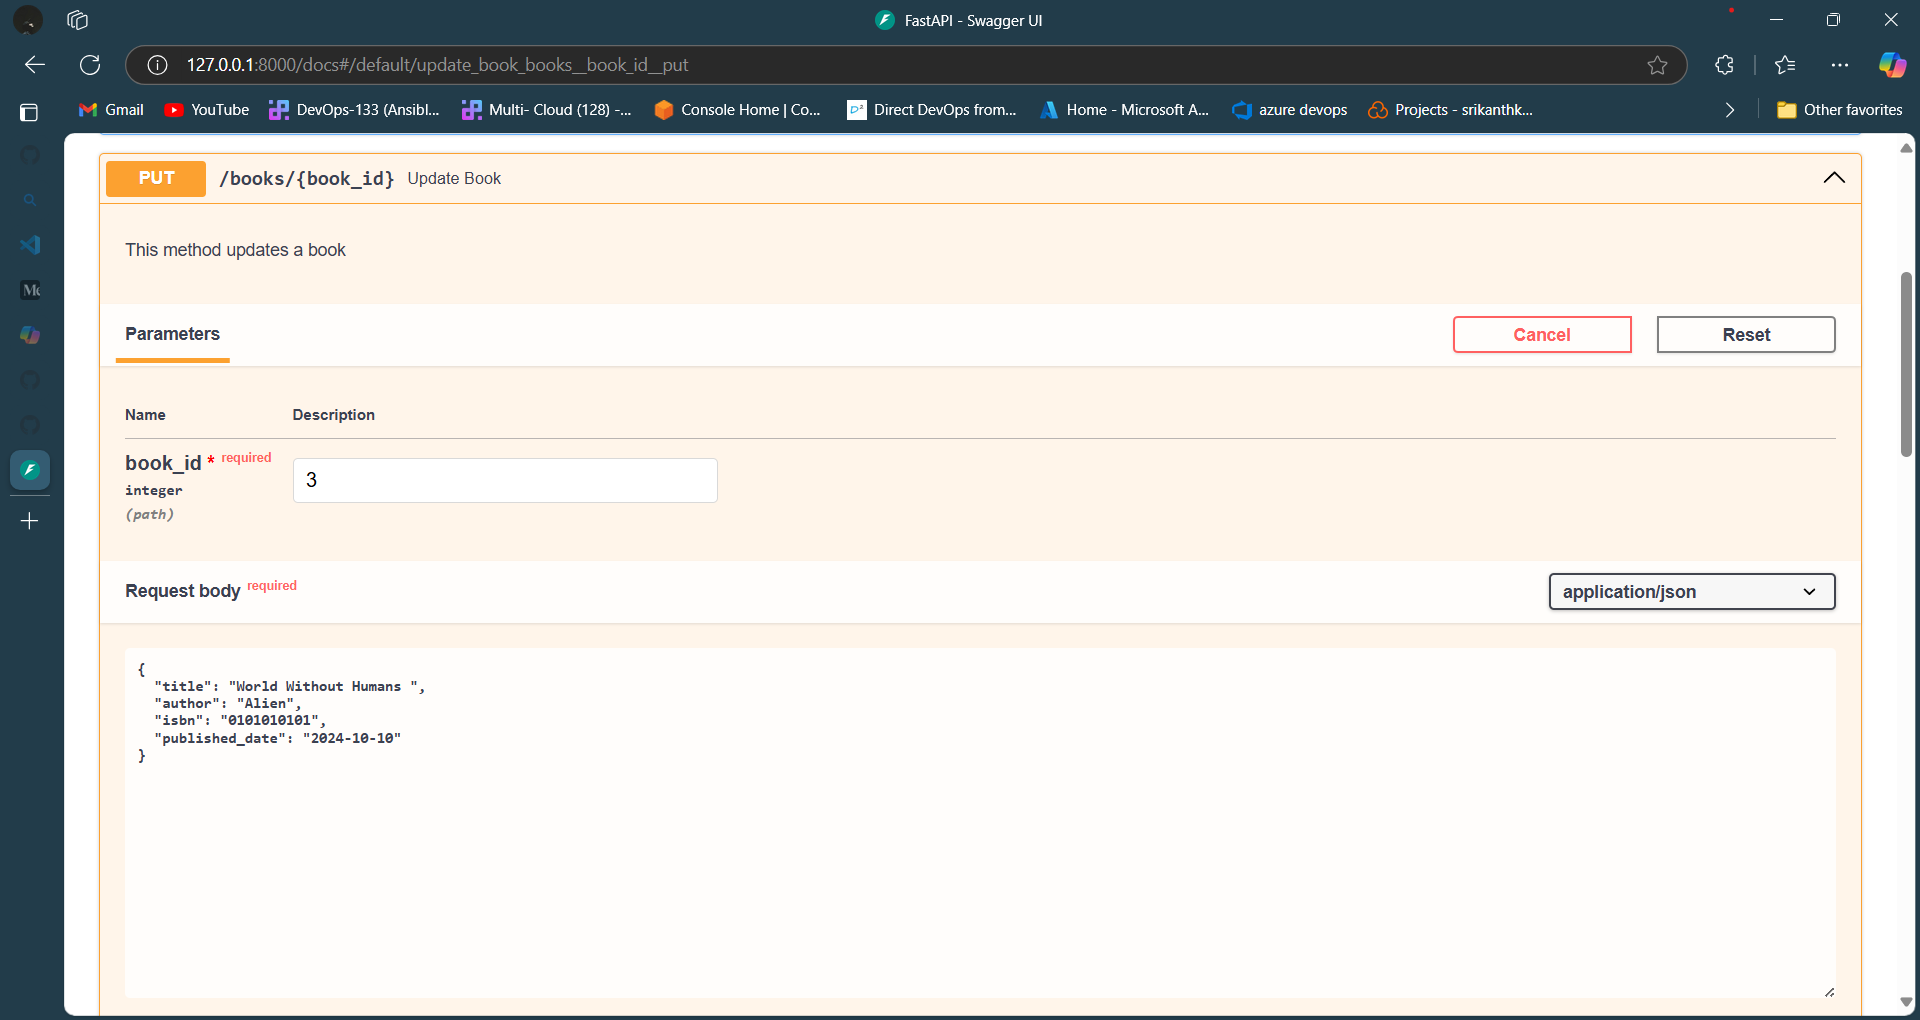 FastAPI - Swagger UI
127.0.0.1:8000/docs#/default/update_book_books__book_id__put
Gmail YouTube DevOps-133 (Ansibl... Multi- Cloud (128) -... Console Home | Co... Direct DevOps from... Home - Microsoft A... azure devops Projects - srikanthk... Other favorites
PUT /books/{book_id} Update Book
This method updates a book
Parameters Cancel Reset
Name Description
book_id * required
integer
(path)
3
Request body required application/json
{
"title": "World Without Humans ",
"author": "Alien",
"isbn": "0101010101",
"published_date": "2024-10-10"
}